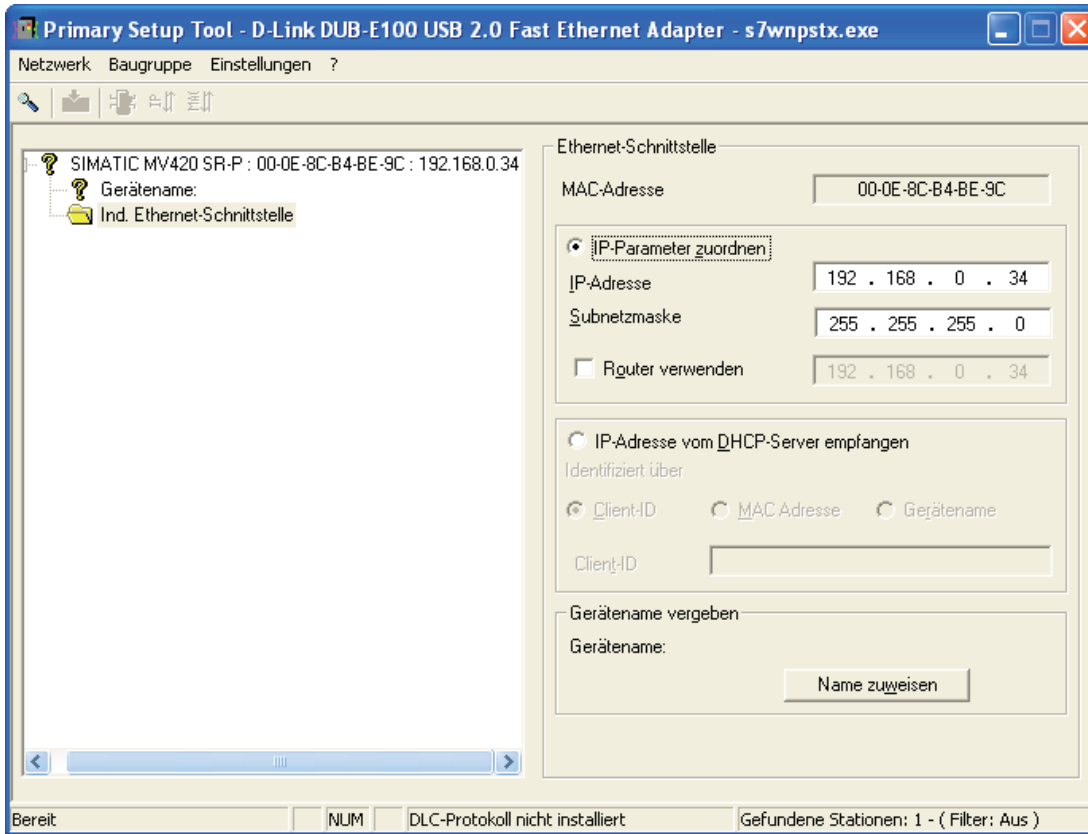 Primary Setup Tool - D-Link DUB-E100 USB 2.0 Fast Ethernet Adapter - s7wnpstx.exe
Netzwerk Baugruppe Einstellungen ?
SIMATIC MV420 SR-P : 00-0E-8C-B4-BE-9C : 192.168.0.34
Gerätename:
Ind. Ethernet-Schnittstelle
Ethernet-Schnittstelle
MAC-Adresse 00-0E-8C-B4-BE-9C
IP-Parameter zuordnen
IP-Adresse 192 . 168 . 0 . 34
Subnetzmaske 255 . 255 . 255 . 0
Router verwenden 192 . 168 . 0 . 34
IP-Adresse vom DHCP-Server empfangen
Identifiziert über
Client-ID MAC Adresse Gerätename
Client-ID
Gerätename vergeben
Gerätename:
Name zuweisen
Bereit NUM DLC-Protokoll nicht installiert Gefundene Stationen: 1 - ( Filter: Aus )